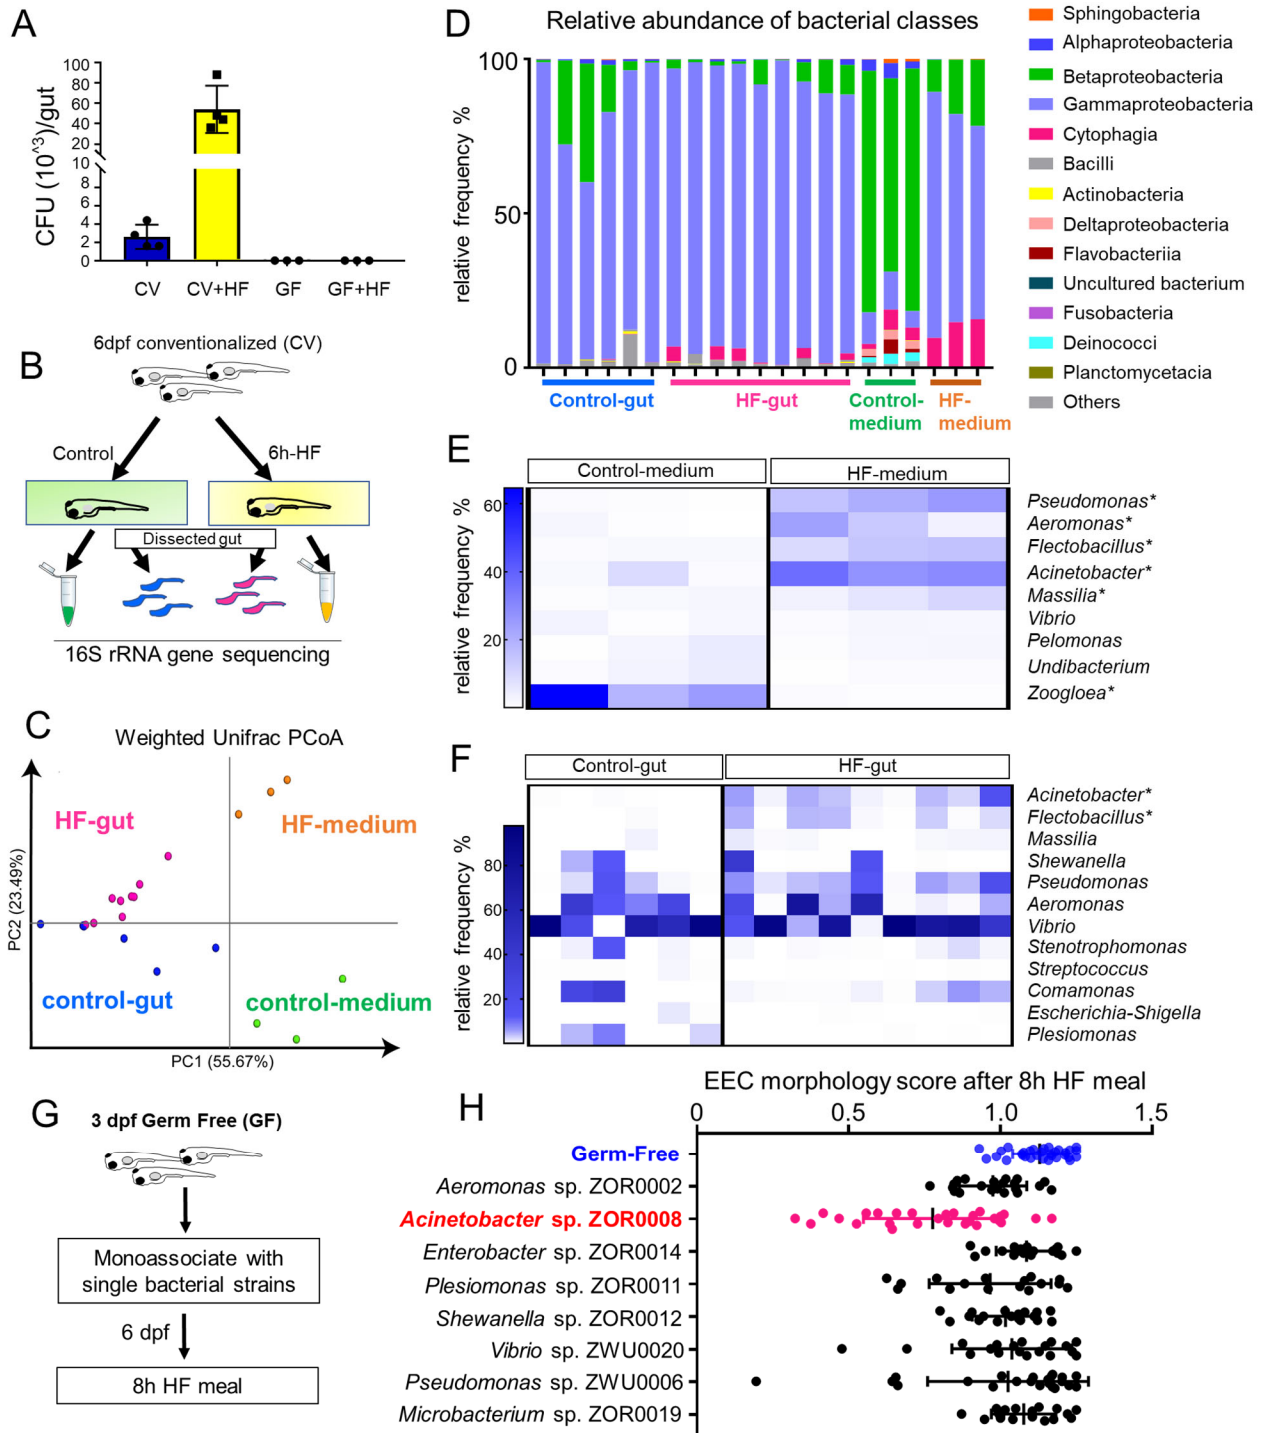 A
CFU (10^3)/gut
100
80
60
40
20
10
8
6
4
2
0
CV
CV+HF
GF
GF+HF
B
6dpf conventionalized (CV)
Control
6h-HF
Dissected gut
16S rRNA gene sequencing
C
Weighted Unifrac PCoA
HF-gut
HF-medium
control-gut
control-medium
PC2 (23.49%)
PC1 (55.67%)
D
Relative abundance of bacterial classes
relative frequency %
100
50
0
Control-gut
HF-gut
Control-
medium
HF-
medium
Sphingobacteria
Alphaproteobacteria
Betaproteobacteria
Gammaproteobacteria
Cytophagia
Bacilli
Actinobacteria
Deltaproteobacteria
Flavobacteriia
Uncultured bacterium
Fusobacteria
Deinococci
Planctomycetacia
Others
E
Control-medium
HF-medium
relative frequency %
60
40
20
Pseudomonas*
Aeromonas*
Flectobacillus*
Acinetobacter*
Massilia*
Vibrio
Pelomonas
Undibacterium
Zoogloea*
F
Control-gut
HF-gut
relative frequency %
80
60
40
20
Acinetobacter*
Flectobacillus*
Massilia
Shewanella
Pseudomonas
Aeromonas
Vibrio
Stenotrophomonas
Streptococcus
Comamonas
Escherichia-Shigella
Plesiomonas
G
3 dpf Germ Free (GF)
Monoassociate with
single bacterial strains
6 dpf
8h HF meal
H
EEC morphology score after 8h HF meal
0
0.5
1.0
1.5
Germ-Free
Aeromonas sp. ZOR0002
Acinetobacter sp. ZOR0008
Enterobacter sp. ZOR0014
Plesiomonas sp. ZOR0011
Shewanella sp. ZOR0012
Vibrio sp. ZWU0020
Pseudomonas sp. ZWU0006
Microbacterium sp. ZOR0019